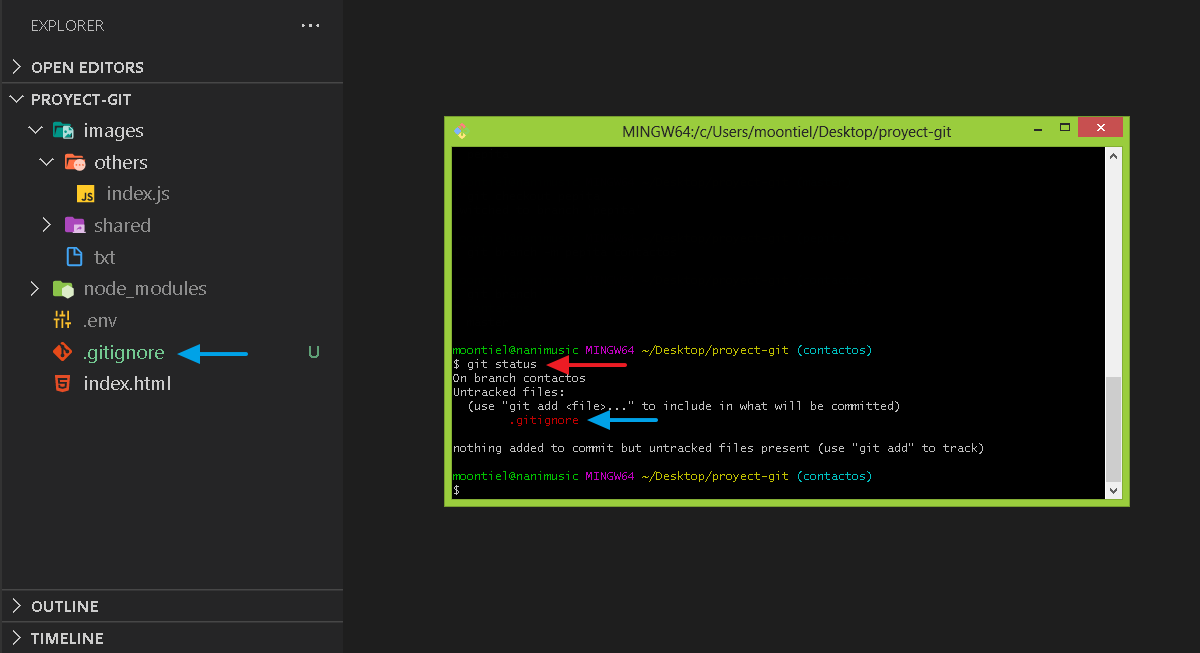 EXPLORER
OPEN EDITORS
PROYECT-GIT
images
others
JS index.js
shared
txt
node_modules
.env
.gitignore U
index.html
OUTLINE
TIMELINE
MINGW64:/c/Users/moontiel/Desktop/proyect-git
moontiel@nanimusic MINGW64 ~/Desktop/proyect-git (contactos)
$ git status
On branch contactos
Untracked files:
(use "git add <file>..." to include in what will be committed)
.gitignore
nothing added to commit but untracked files present (use "git add" to track)
moontiel@nanimusic MINGW64 ~/Desktop/proyect-git (contactos)
$